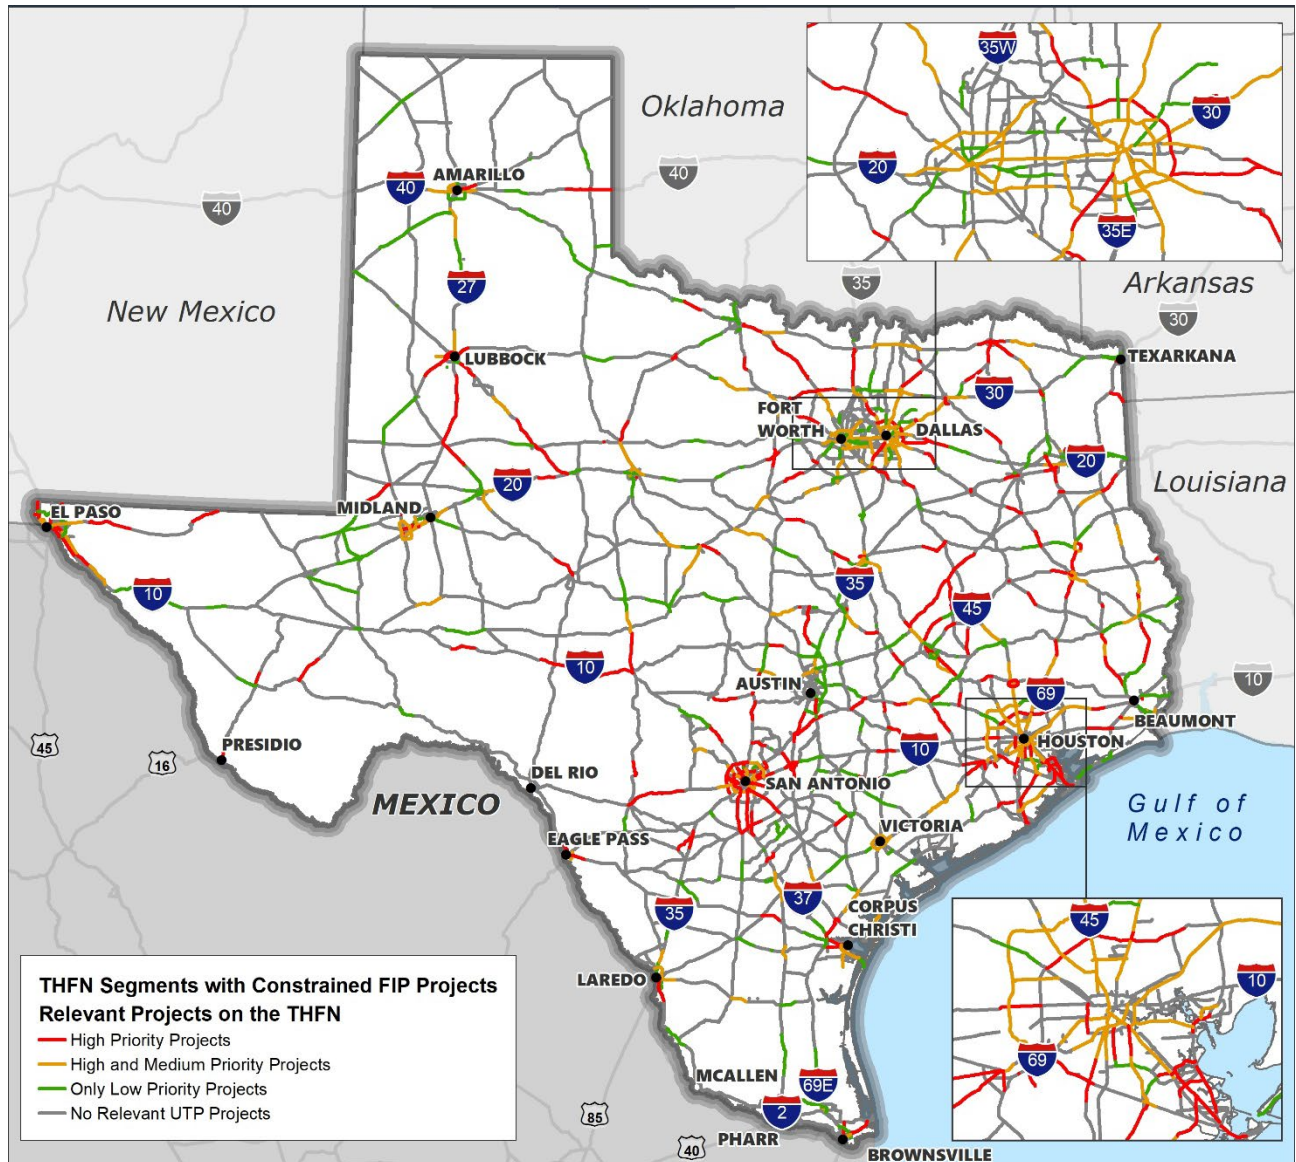 35W
Oklahoma
30
40
AMARILLO
40
20
40
35E
27
35
Arkansas
New Mexico
30
LUBBOCK
TEXARKANA
30
FORT
WORTH
DALLAS
20
20
Louisiana
MIDLAND
EL PASO
10
35
45
10
AUSTIN
69
10
BEAUMONT
45
16
PRESIDIO
10
HOUSTON
DEL RIO
SAN ANTONIO
MEXICO
Gulf of
Mexico
VICTORIA
EAGLE PASS
37
35
CORPUS
CHRISTI
45
LAREDO
10
69
MCALLEN
69E
2
85
PHARR
40
BROWNSVILLE
THFN Segments with Constrained FIP Projects
Relevant Projects on the THFN
High Priority Projects
High and Medium Priority Projects
Only Low Priority Projects
No Relevant UTP Projects